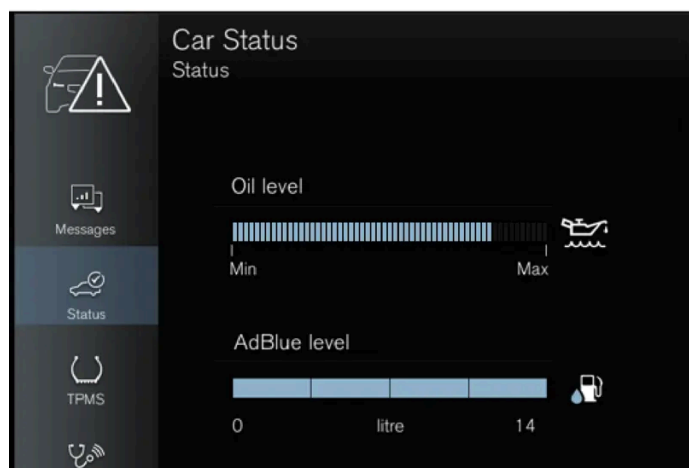 Car Status
Status
Messages
Status
TPMS
Oil level
Min Max
AdBlue level
0 litre 14